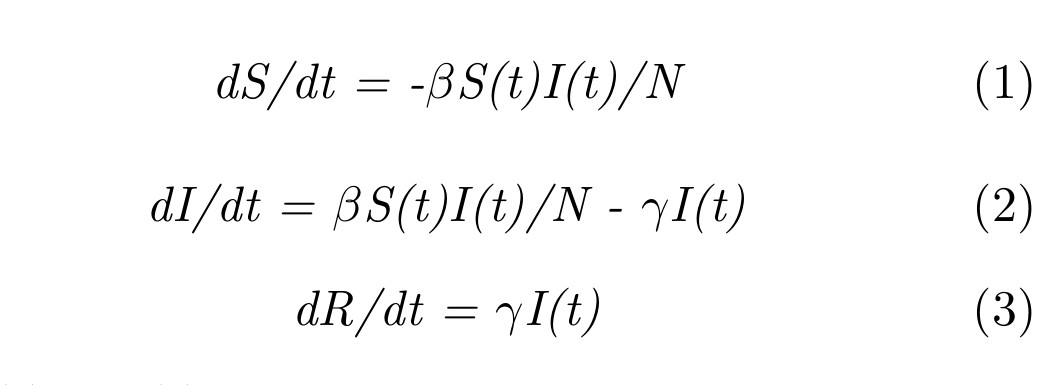 dS/dt = -βS(t)I(t)/N (1)
dI/dt = βS(t)I(t)/N - γI(t) (2)
dR/dt = γI(t) (3)